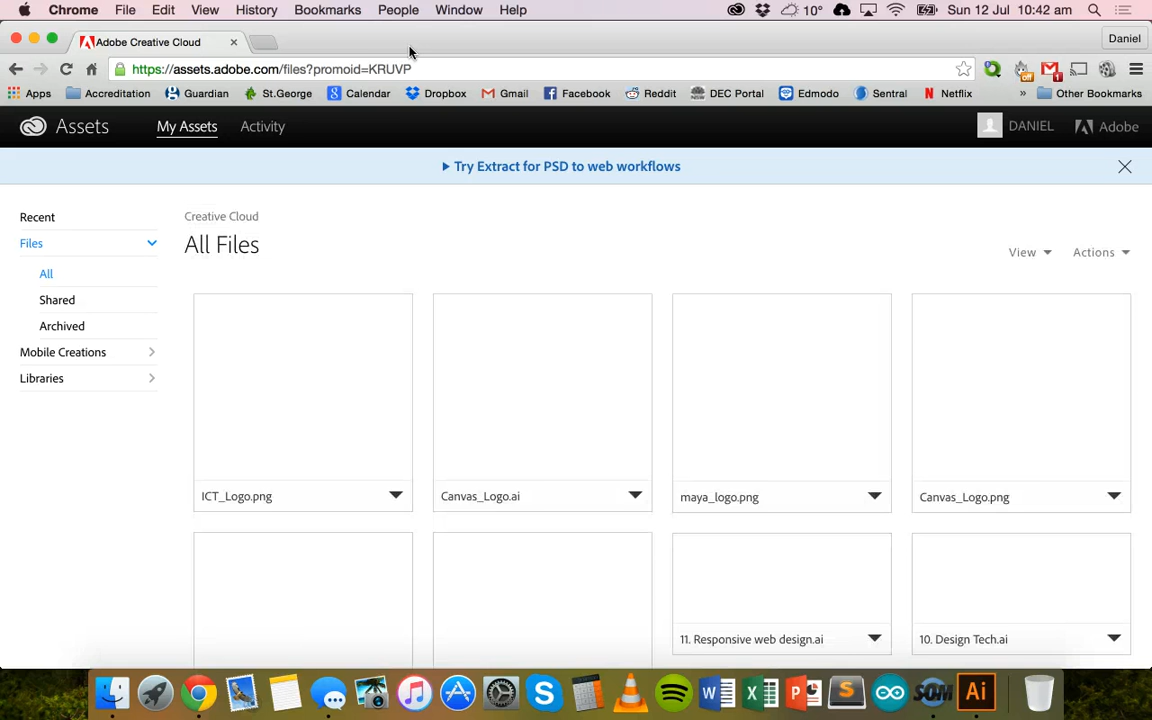 Chrome File Edit View History Bookmarks People Window Help 10° Sun 12 Jul 10:42 am
Adobe Creative Cloud Daniel
https://assets.adobe.com/files?promoid=KRUVP
Apps Accreditation Guardian St.George Calendar Dropbox Gmail Facebook Reddit DEC Portal Edmodo Sentral Netflix » Other Bookmarks
Assets My Assets Activity DANIEL Adobe
Try Extract for PSD to web workflows
Recent
Files
All
Shared
Archived
Mobile Creations
Libraries
Creative Cloud
All Files
View Actions
ICT_Logo.png Canvas_Logo.ai maya_logo.png Canvas_Logo.png
11. Responsive web design.ai 10. Design Tech.ai
SOM Ai